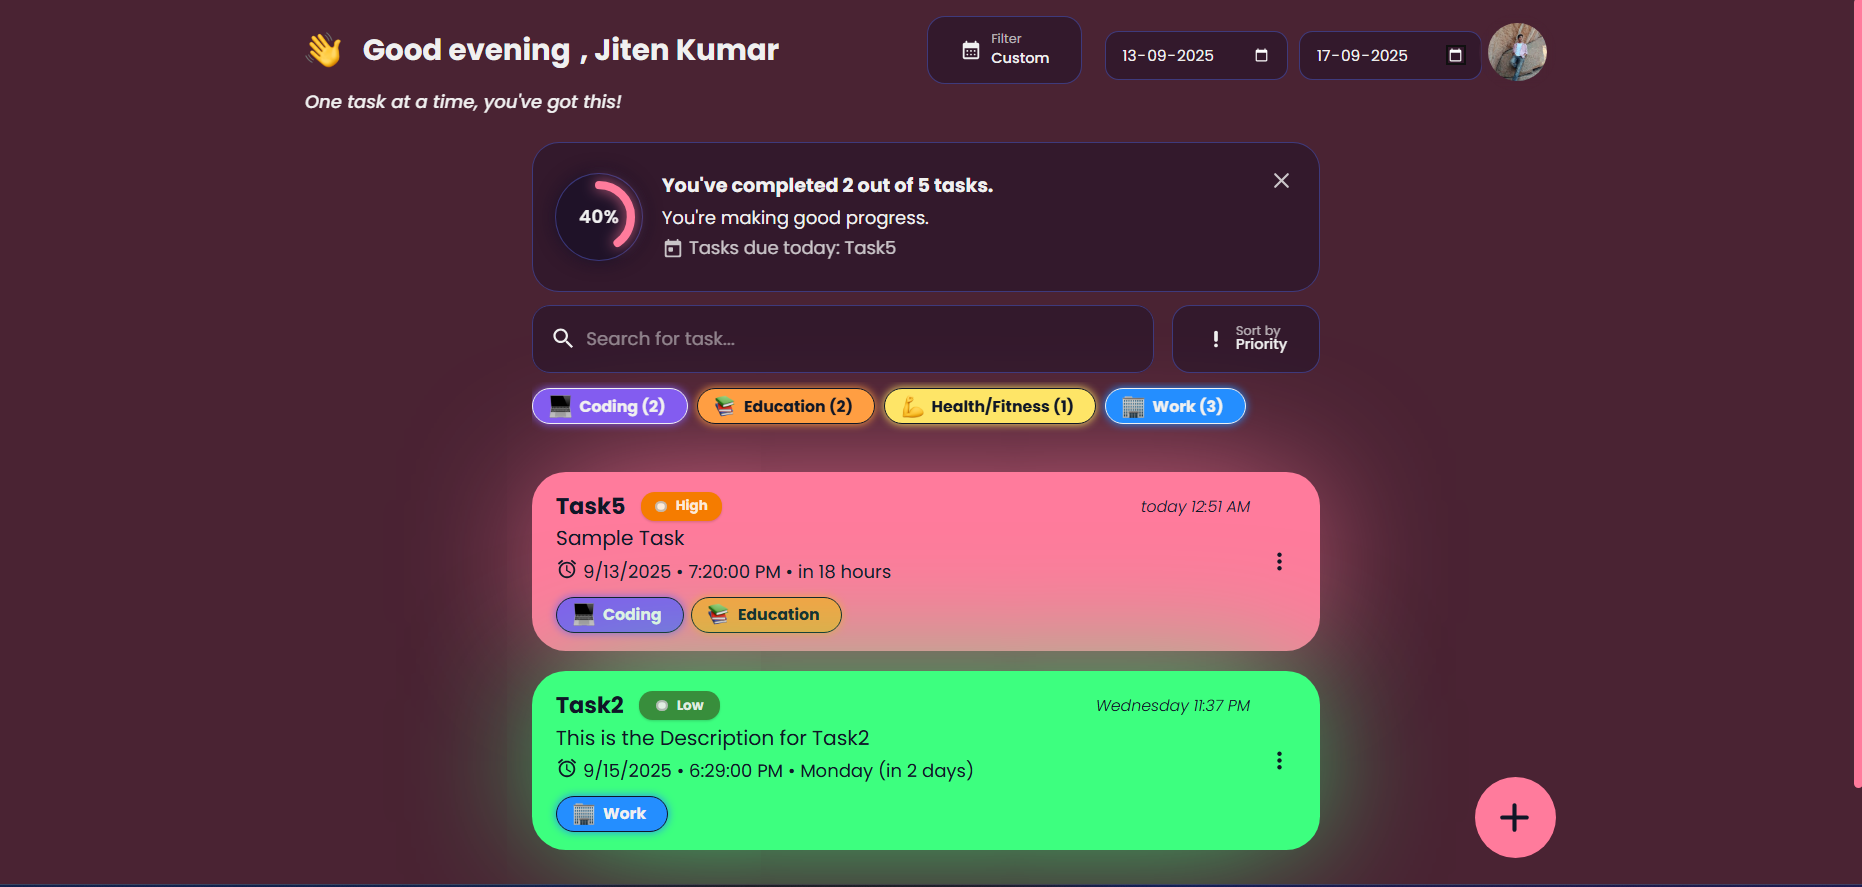 👋 Good evening , Jiten Kumar
One task at a time, you've got this!
Filter
Custom
13-09-2025
17-09-2025
40%
You've completed 2 out of 5 tasks.
You're making good progress.
Tasks due today: Task5
Search for task...
Sort by
Priority
Coding (2)
Education (2)
Health/Fitness (1)
Work (3)
Task5
High
today 12:51 AM
Sample Task
9/13/2025 • 7:20:00 PM • in 18 hours
Coding
Education
Task2
Low
Wednesday 11:37 PM
This is the Description for Task2
9/15/2025 • 6:29:00 PM • Monday (in 2 days)
Work